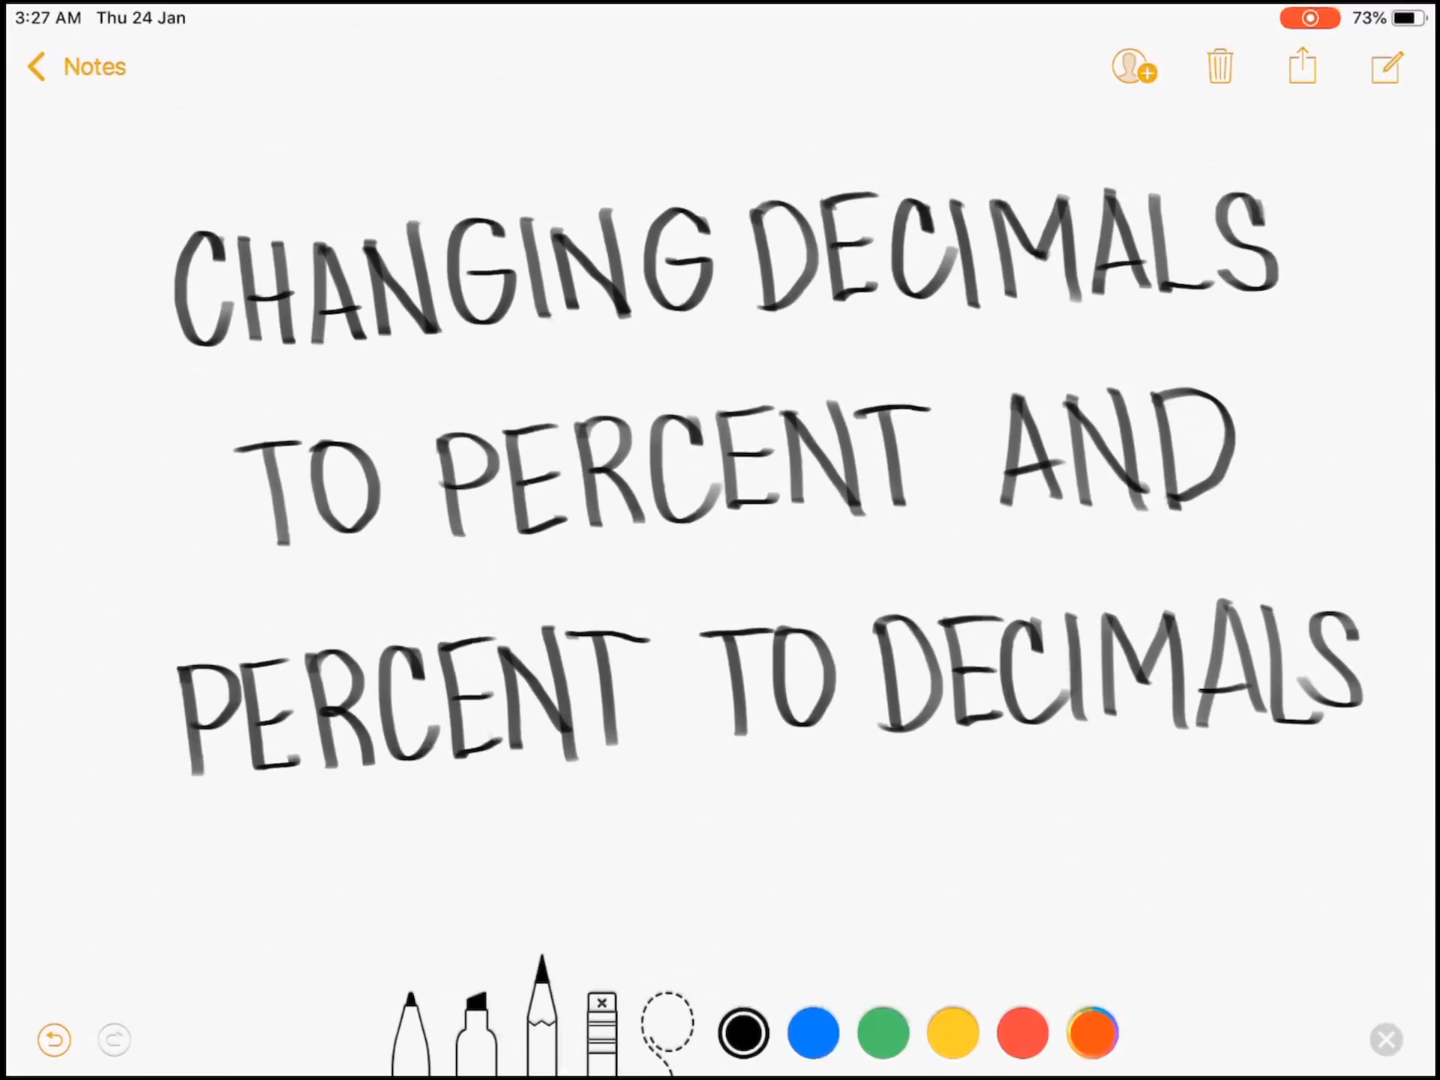 3:27 AM Thu 24 Jan 73%
Notes
CHANGING DECIMALS
TO PERCENT AND
PERCENT TO DECIMALS